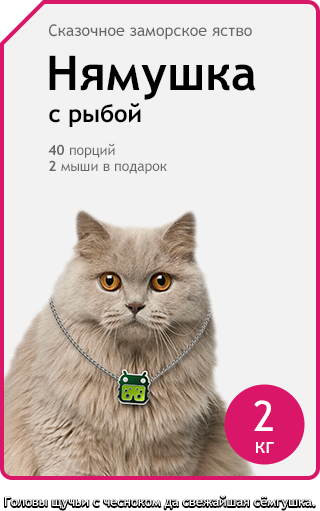 Сказочное заморское яство
Нямушка
с рыбой
40 порций
2 мыши в подарок
2
кг
Головы щучьи с чесноком да свежайшая сёмгушка.